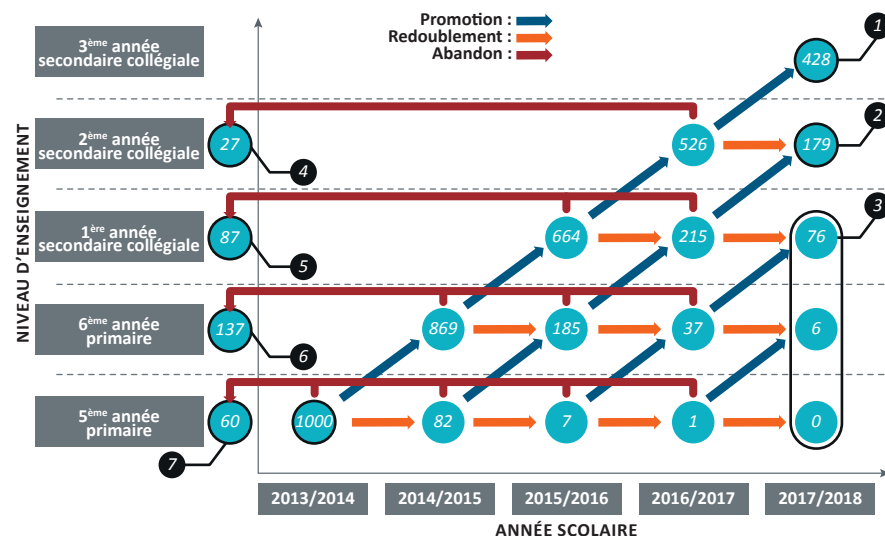 Promotion :
Redoublement :
Abandon :
NIVEAU D'ENSEIGNEMENT
3ème année
secondaire collégiale
428
1
2ème année
secondaire collégiale
27
526
179
2
4
1ère année
secondaire collégiale
87
664
215
76
3
5
6ème année
primaire
137
869
185
37
6
6
5ème année
primaire
60
1000
82
7
1
0
7
2013/2014
2014/2015
2015/2016
2016/2017
2017/2018
ANNÉE SCOLAIRE